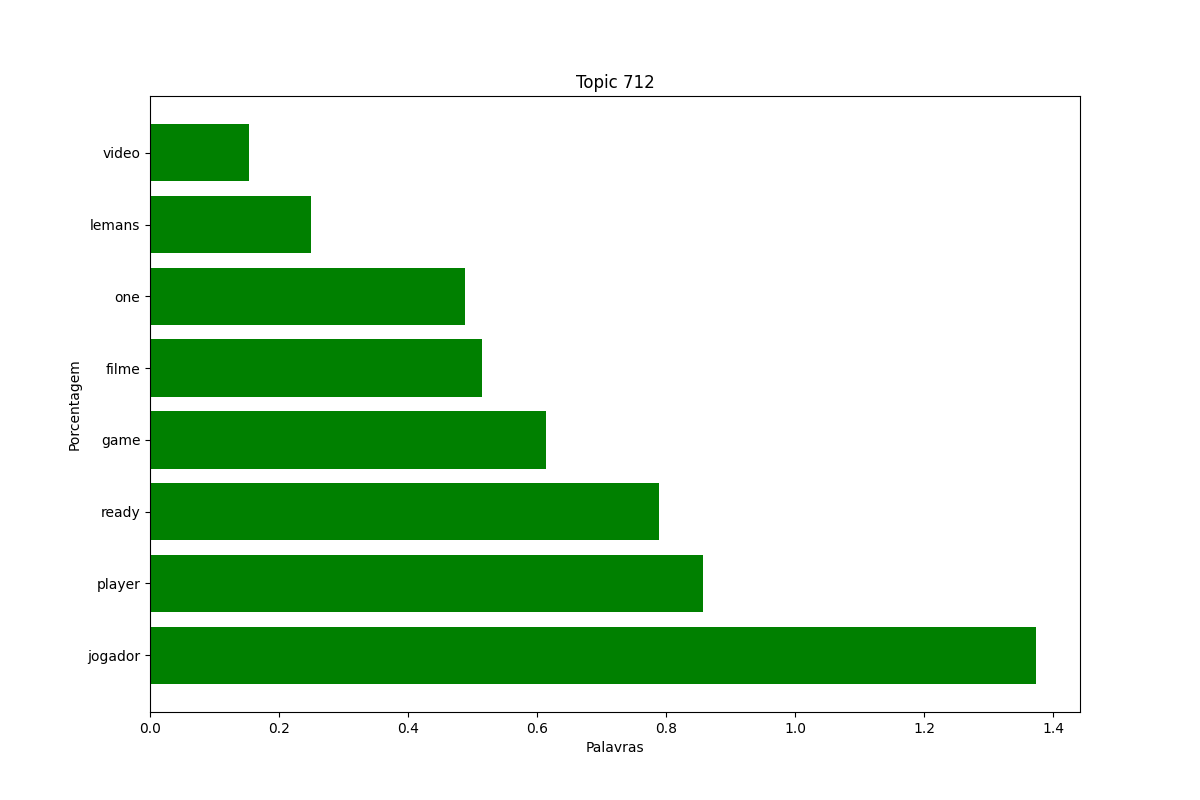 Topic 712
video
lemans
one
filme
game
ready
player
jogador
Porcentagem
0.0 0.2 0.4 0.6 0.8 1.0 1.2 1.4
Palavras